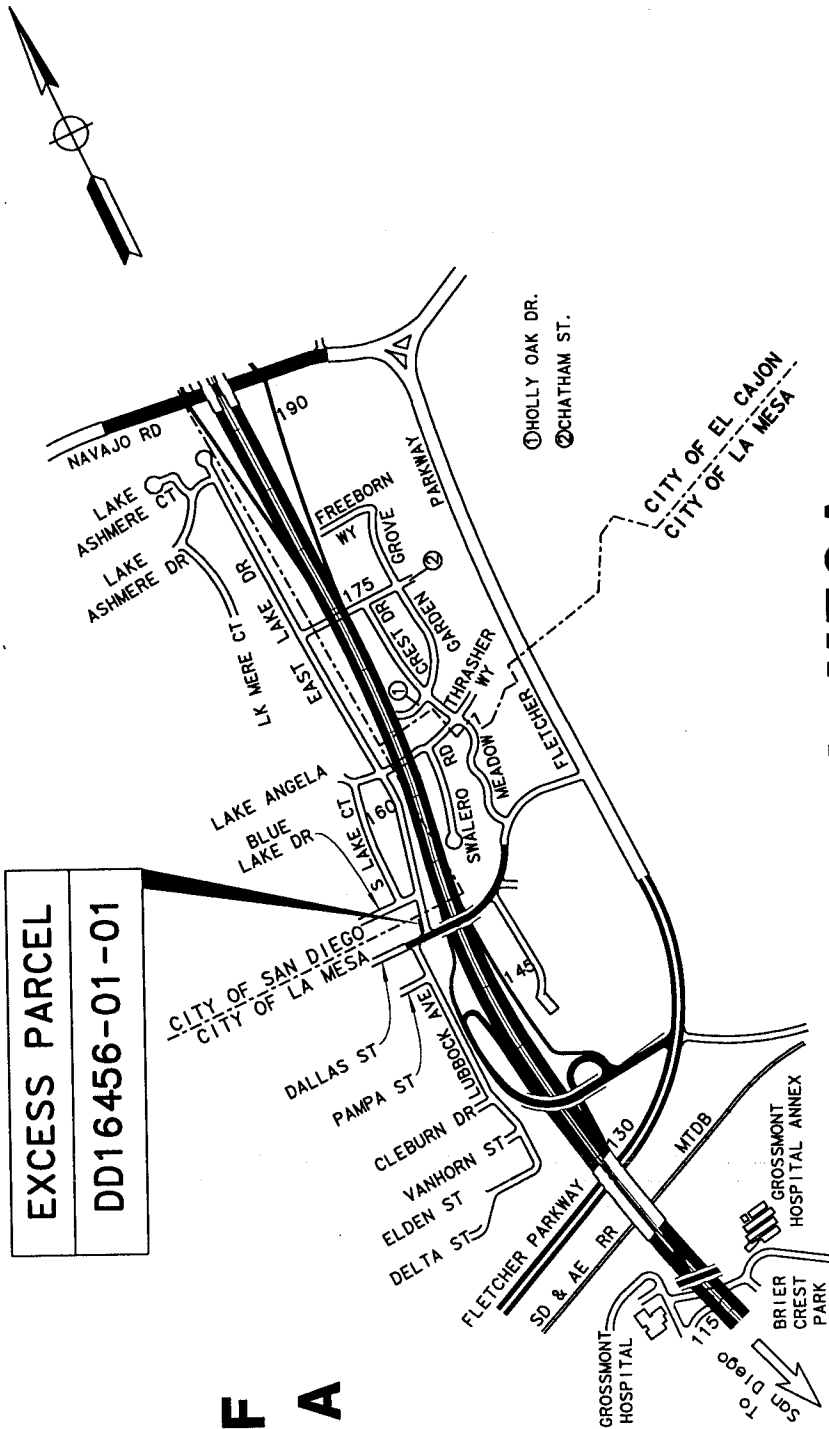 EXCESS PARCEL
DD16456-01-01
NAVAJO RD
LAKE
ASHMERE CT
LAKE
ASHMERE DR
LK MERE CT
EAST LAKE DR
190
FREEBORN
WY
GROVE
175
CREST DR
GARDEN
②
①
THRASHER
WY
PARKWAY
FLETCHER
①HOLLY OAK DR.
②CHATHAM ST.
CITY OF EL CAJON
CITY OF LA MESA
LAKE ANGELA
BLUE
LAKE DR
S LAKE CT
160
SWALERO RD
MEADOW
CITY OF SAN DIEGO
CITY OF LA MESA
DALLAS ST
PAMPA ST
LUBBOCK AVE
145
CLEBURN DR
VANHORN ST
ELDEN ST
DELTA ST
FLETCHER PARKWAY
130
SD & AE RR
MTDB
GROSSMONT
HOSPITAL ANNEX
GROSSMONT
HOSPITAL
115
BRIER
CREST
PARK
To
San Diego
F
A